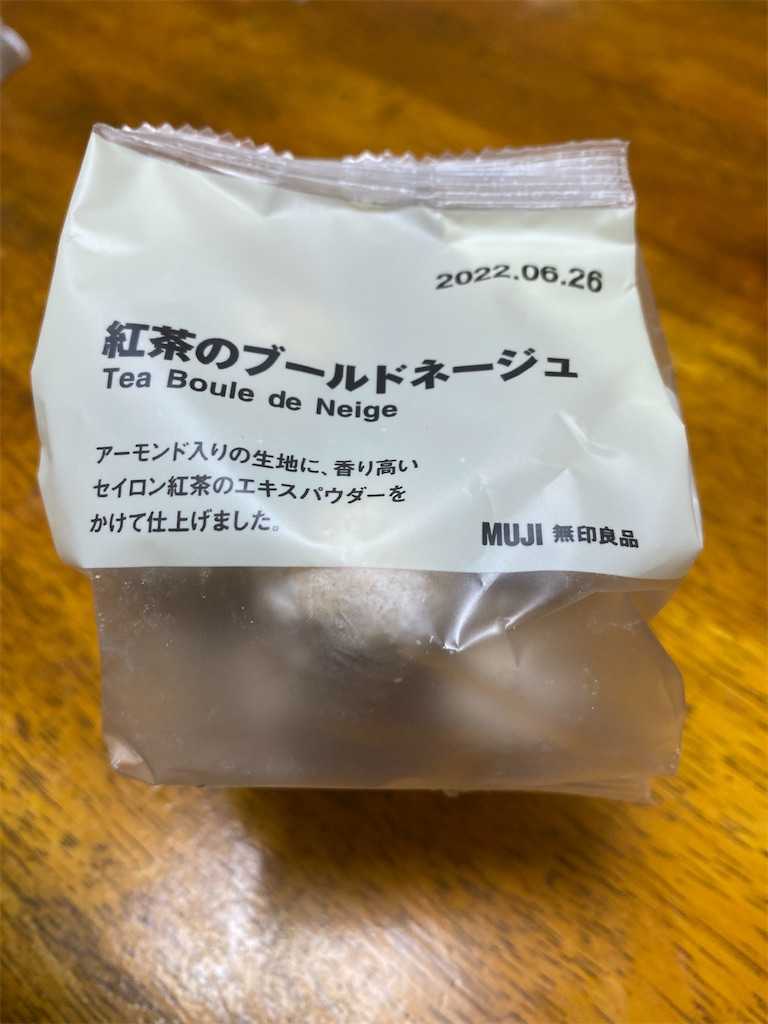 2022.06.26
紅茶のブールドネージュ
Tea Boule de Neige
アーモンド入りの生地に、香り高い
セイロン紅茶のエキスパウダーを
かけて仕上げました。
MUJI 無印良品